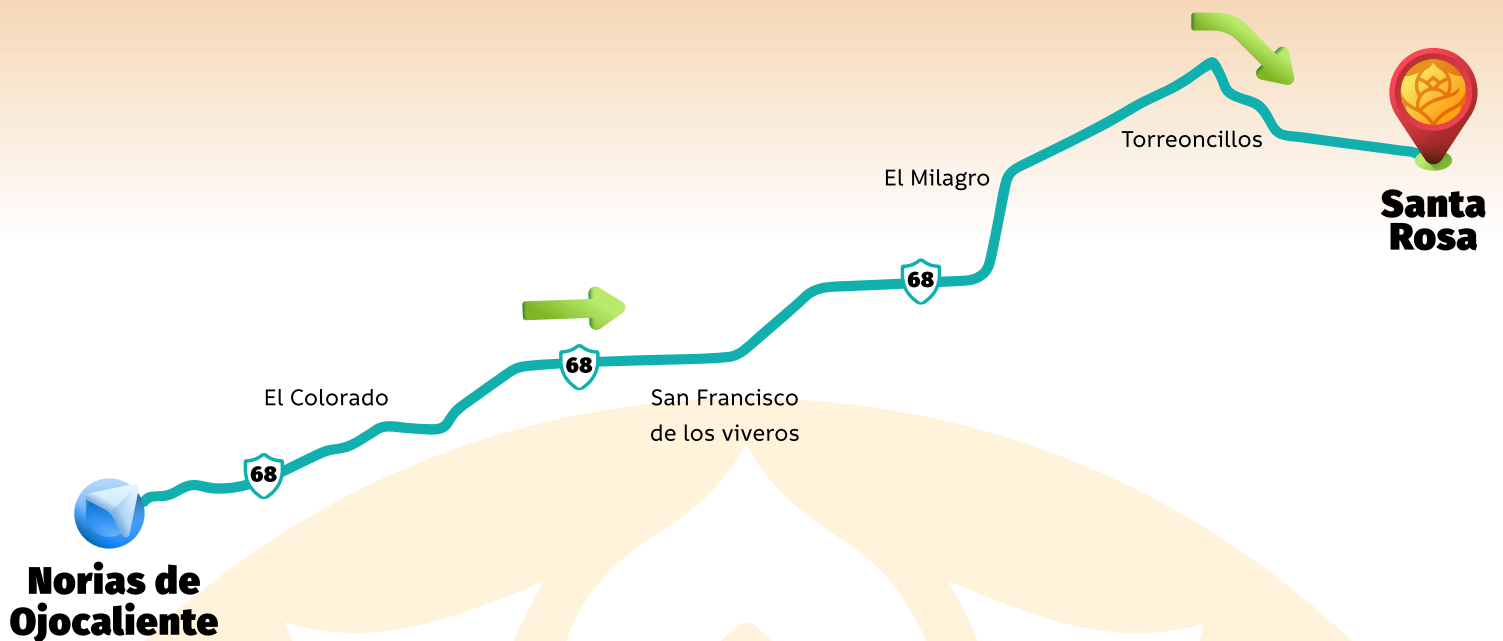 Torreoncillos
El Milagro
Santa
Rosa
68
68
El Colorado
San Francisco
de los viveros
68
Norias de
Ojocaliente